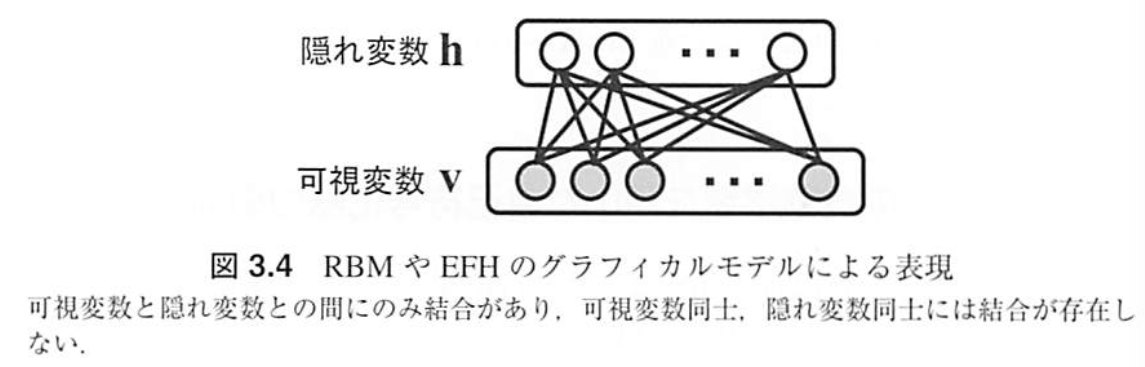 隠れ変数 h
可視変数 v
図 3.4 RBM や EFH のグラフィカルモデルによる表現
可視変数と隠れ変数との間にのみ結合があり，可視変数同士，隠れ変数同士には結合が存在し
ない．